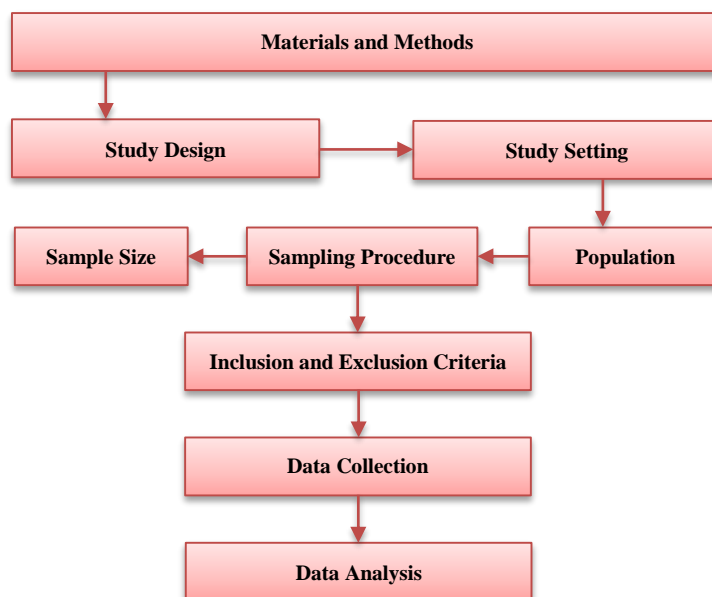 Materials and Methods
Study Design
Study Setting
Sample Size
Sampling Procedure
Population
Inclusion and Exclusion Criteria
Data Collection
Data Analysis